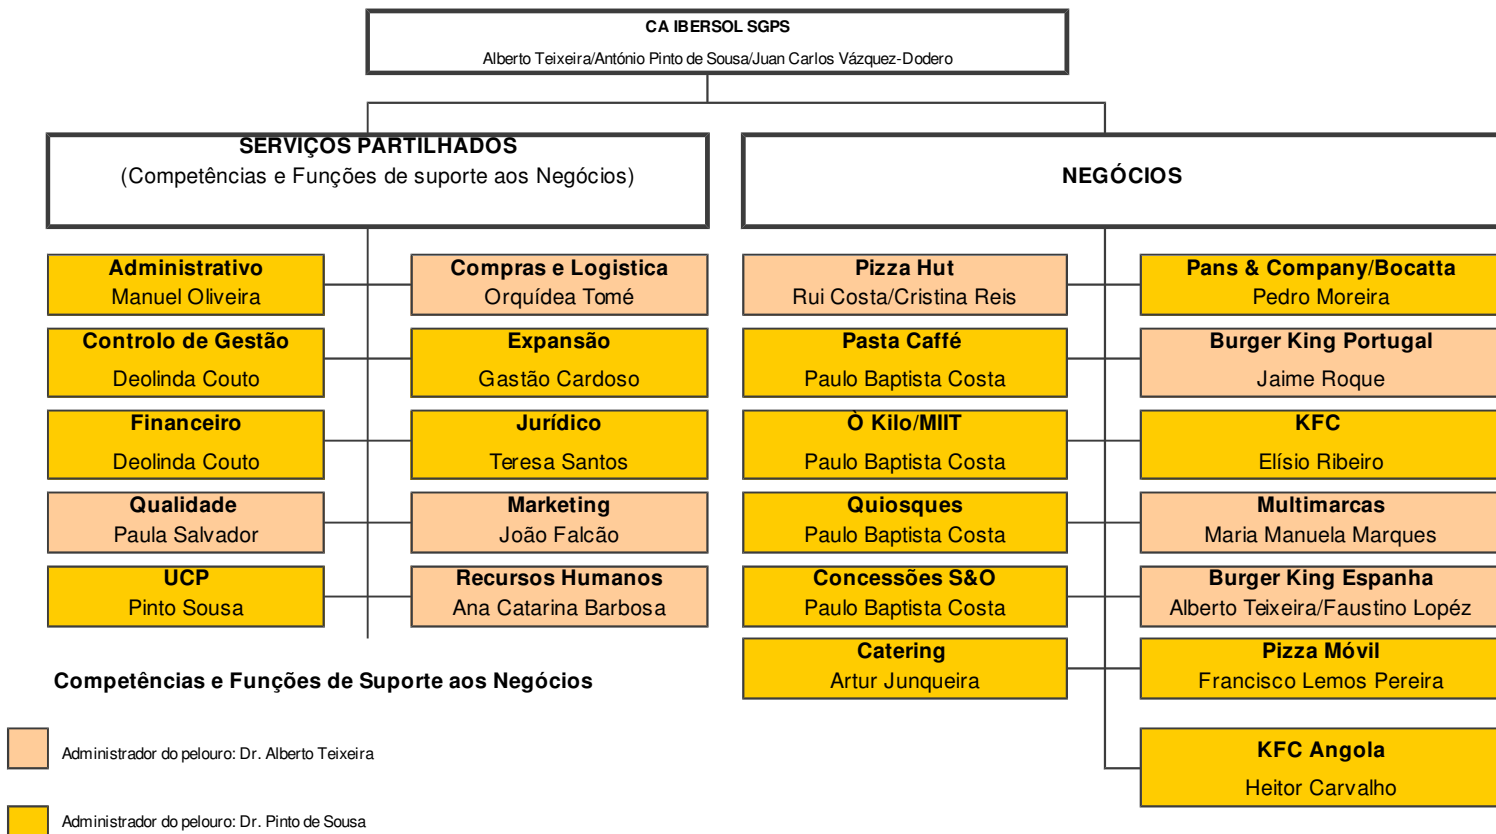 CA IBERSOL SGPS
Alberto Teixeira/António Pinto de Sousa/Juan Carlos Vázquez-Dodero
SERVIÇOS PARTILHADOS
(Competências e Funções de suporte aos Negócios)
NEGÓCIOS
Administrativo
Manuel Oliveira
Compras e Logistica
Orquídea Tomé
Controlo de Gestão
Deolinda Couto
Expansão
Gastão Cardoso
Financeiro
Deolinda Couto
Jurídico
Teresa Santos
Qualidade
Paula Salvador
Marketing
João Falcão
UCP
Pinto Sousa
Recursos Humanos
Ana Catarina Barbosa
Pizza Hut
Rui Costa/Cristina Reis
Pans & Company/Bocatta
Pedro Moreira
Pasta Caffé
Paulo Baptista Costa
Burger King Portugal
Jaime Roque
Ò Kilo/MIIT
Paulo Baptista Costa
KFC
Elísio Ribeiro
Quiosques
Paulo Baptista Costa
Multimarcas
Maria Manuela Marques
Concessões S&O
Paulo Baptista Costa
Burger King Espanha
Alberto Teixeira/Faustino Lopéz
Catering
Artur Junqueira
Pizza Móvil
Francisco Lemos Pereira
KFC Angola
Heitor Carvalho
Competências e Funções de Suporte aos Negócios
Administrador do pelouro: Dr. Alberto Teixeira
Administrador do pelouro: Dr. Pinto de Sousa